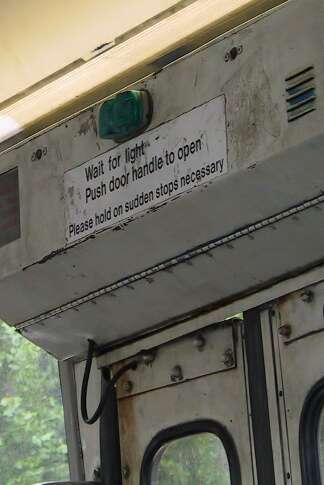 Wait for light
Push door handle to open
Please hold on sudden stops necessary